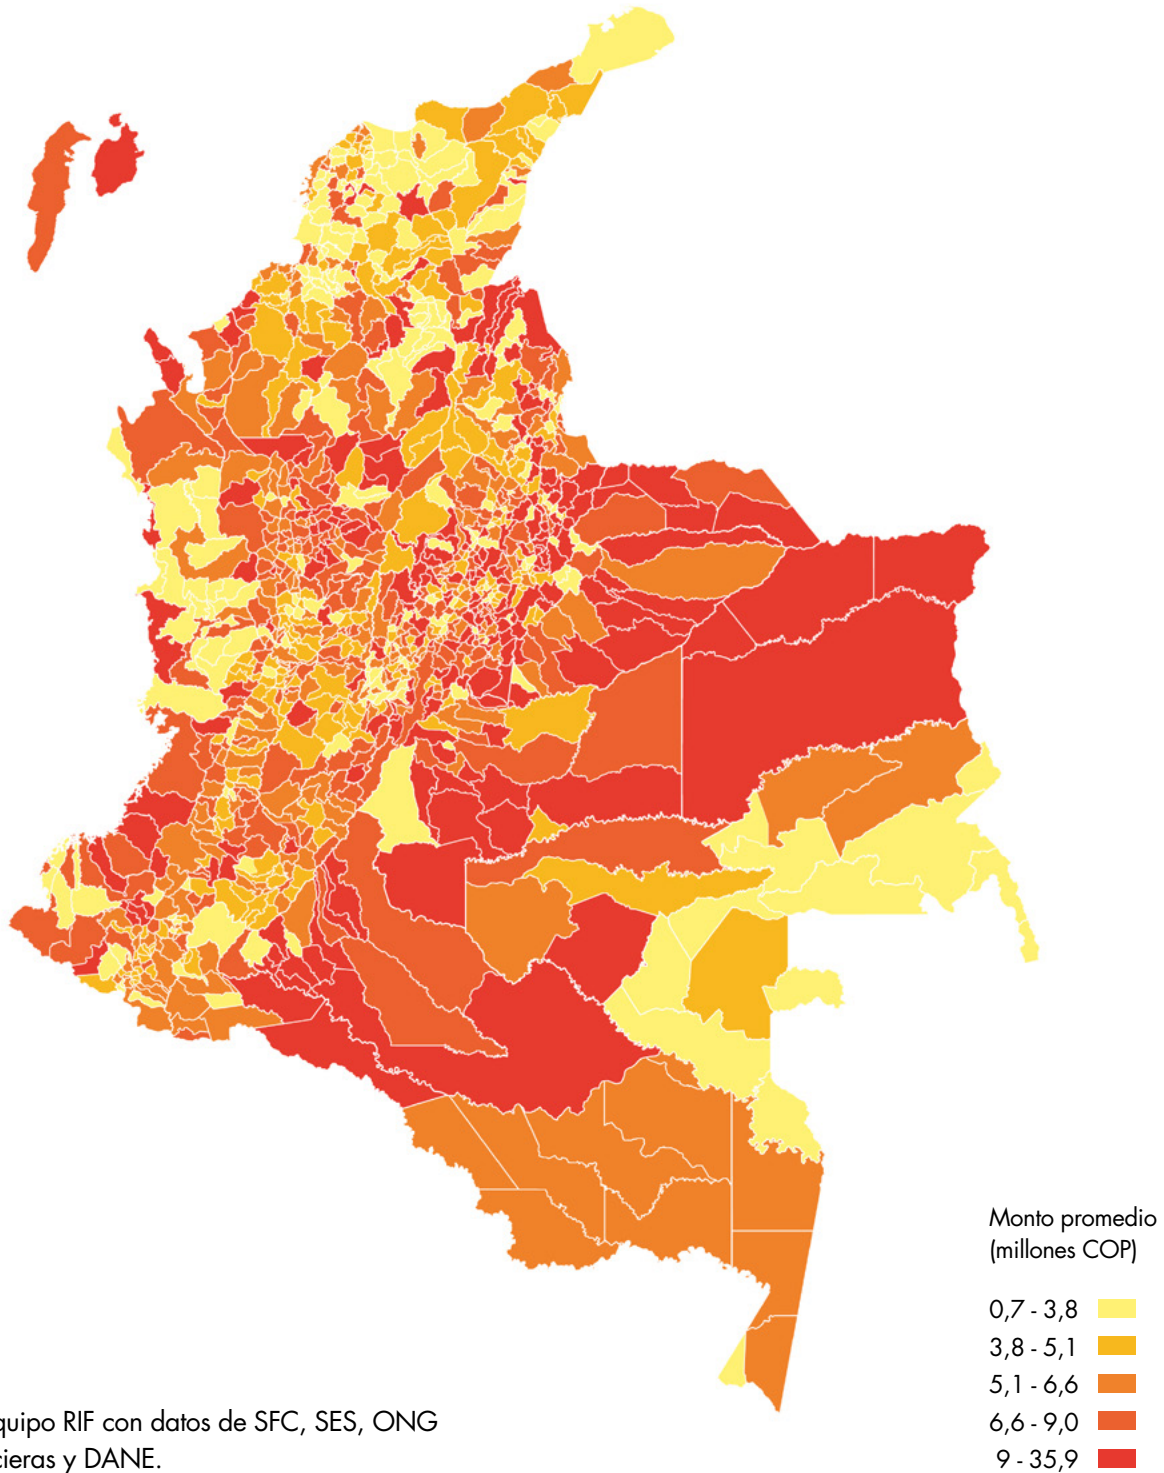 Monto promedio
(millones COP)
0,7 - 3,8
3,8 - 5,1
5,1 - 6,6
6,6 - 9,0
9 - 35,9
quipo RIF con datos de SFC, SES, ONG
cieras y DANE.